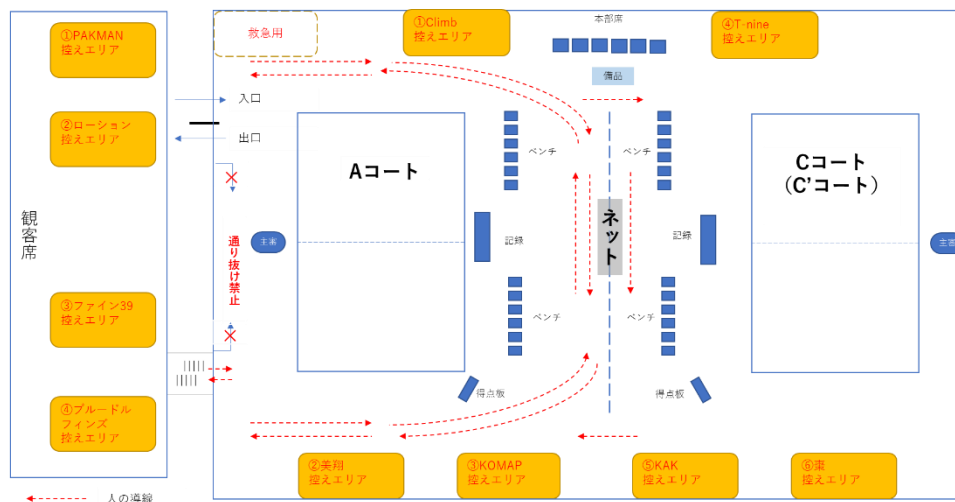 ①PAKMAN
控えエリア
救急用
①Climb
控えエリア
本部席
④T-nine
控えエリア
備品
入口
②ローション
控えエリア
出口
ベンチ
ベンチ
Aコート
Cコート
（C’コート）
観客席
主審
通り抜け禁止
記録
ネット
記録
主審
③ファイン39
控えエリア
ベンチ
ベンチ
④ブルードル
フィンズ
控えエリア
得点板
得点板
②美翔
控えエリア
③KOMAP
控えエリア
⑤KAK
控えエリア
⑥棗
控えエリア
人の導線